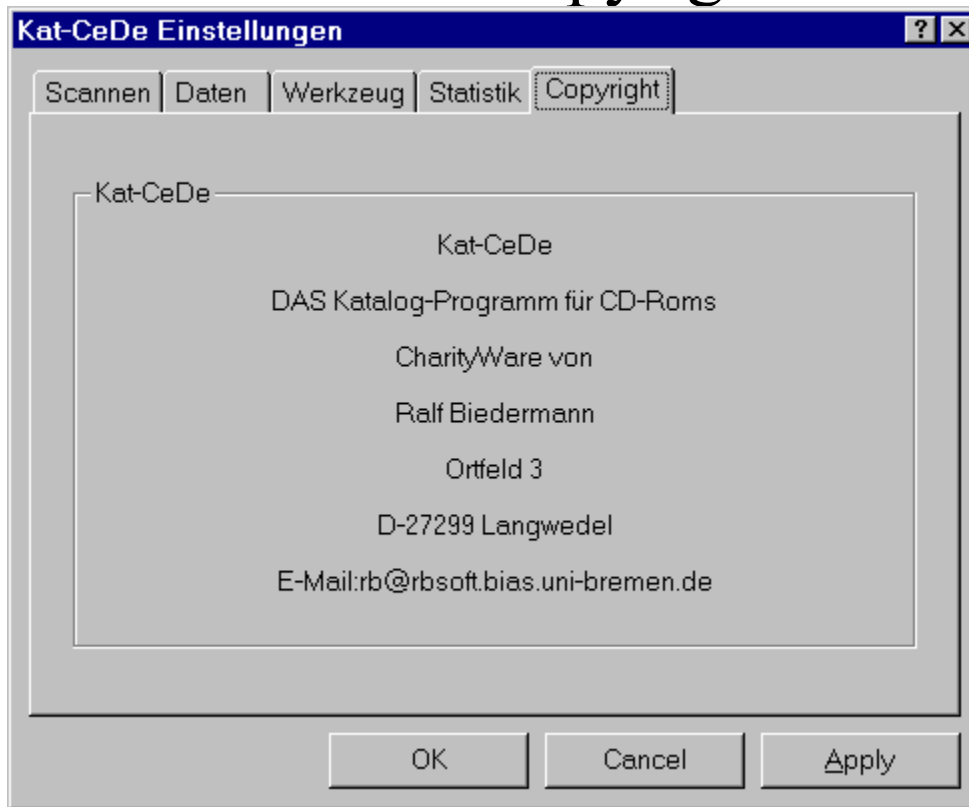 Kat-CeDe Einstellungen
Scannen Daten Werkzeug Statistik Copyright
Kat-CeDe
Kat-CeDe
DAS Katalog-Programm für CD-Roms
CharityWare von
Ralf Biedermann
Ortfeld 3
D-27299 Langwedel
E-Mail:rb@rbsoft.bias.uni-bremen.de
OK Cancel Apply